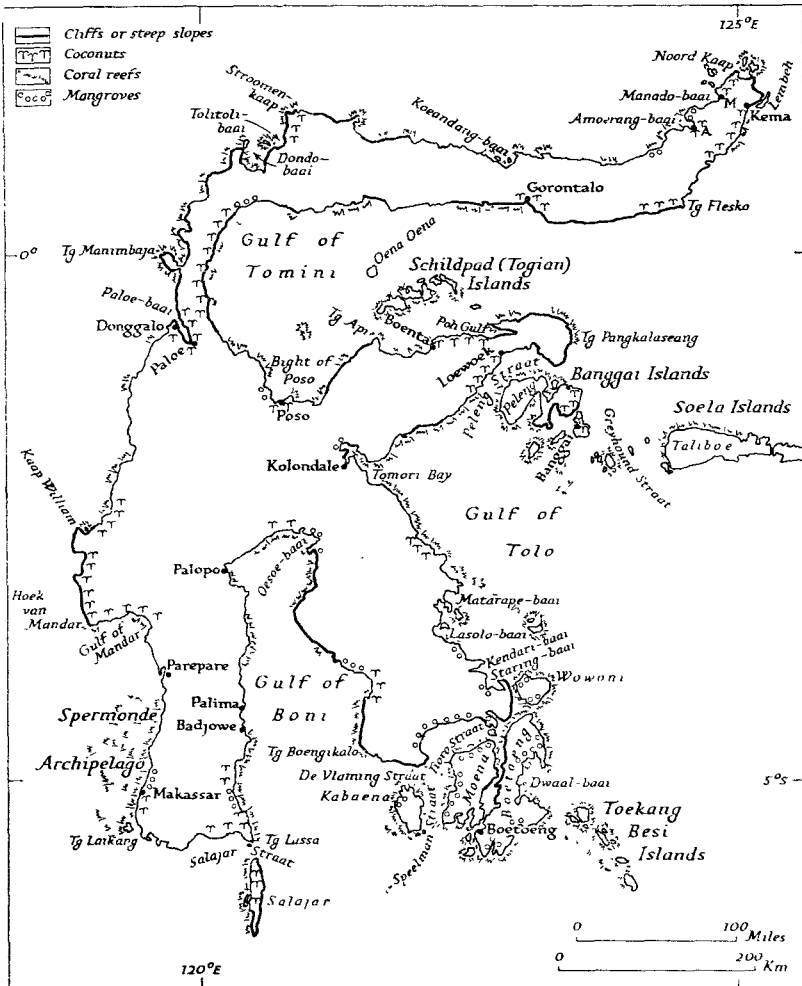 125°E
Cliffs or steep slopes
Coconuts
Coral reefs
Mangroves
Noord Kaap
Lembeh
Manado-baai
M
Kema
Amoerang-baai
A
Stroomen-
kaap
Koeandang-baai
Tolitoli-
baai
Dondo-
baai
Gorontalo
Tg Flesko
0°
Tg Manimbaja
Gulf of
Tomini
Oena Oena
Schildpad (Togian)
Islands
Paloe-baai
Donggalo
Paloe
Tg Api
Boenta
Poh Gulf
Tg Pangkalaseang
Bight of
Poso
Poso
Loewoek
Peleng Straat
Peleng
Banggai Islands
Banggai
Greyhound Straat
Soela Islands
Taliboe
Kolondale
Tomori Bay
Kaap William
Gulf of
Tolo
Palopo
Oesoe-baai
Hoek
van
Mandar
Gulf of
Mandar
Matarape-baai
Lasolo-baai
Kendari-baai
Staring-baai
Wowoni
Parepare
Gulf of
Boni
Spermonde
Archipelago
Palima
Badjowe
Tg Boengikalo
Tioro Straat
Moena
Boetoeng
De Vlaming Straat
Kabaena
Dwaal-baai
5°S
Makassar
Speelman Straat
Boetoeng
Toekang
Besi
Islands
Tg Laikang
Tg Lassa
Salajar
Straat
Salajar
0
100
Miles
0
200
Km
120°E